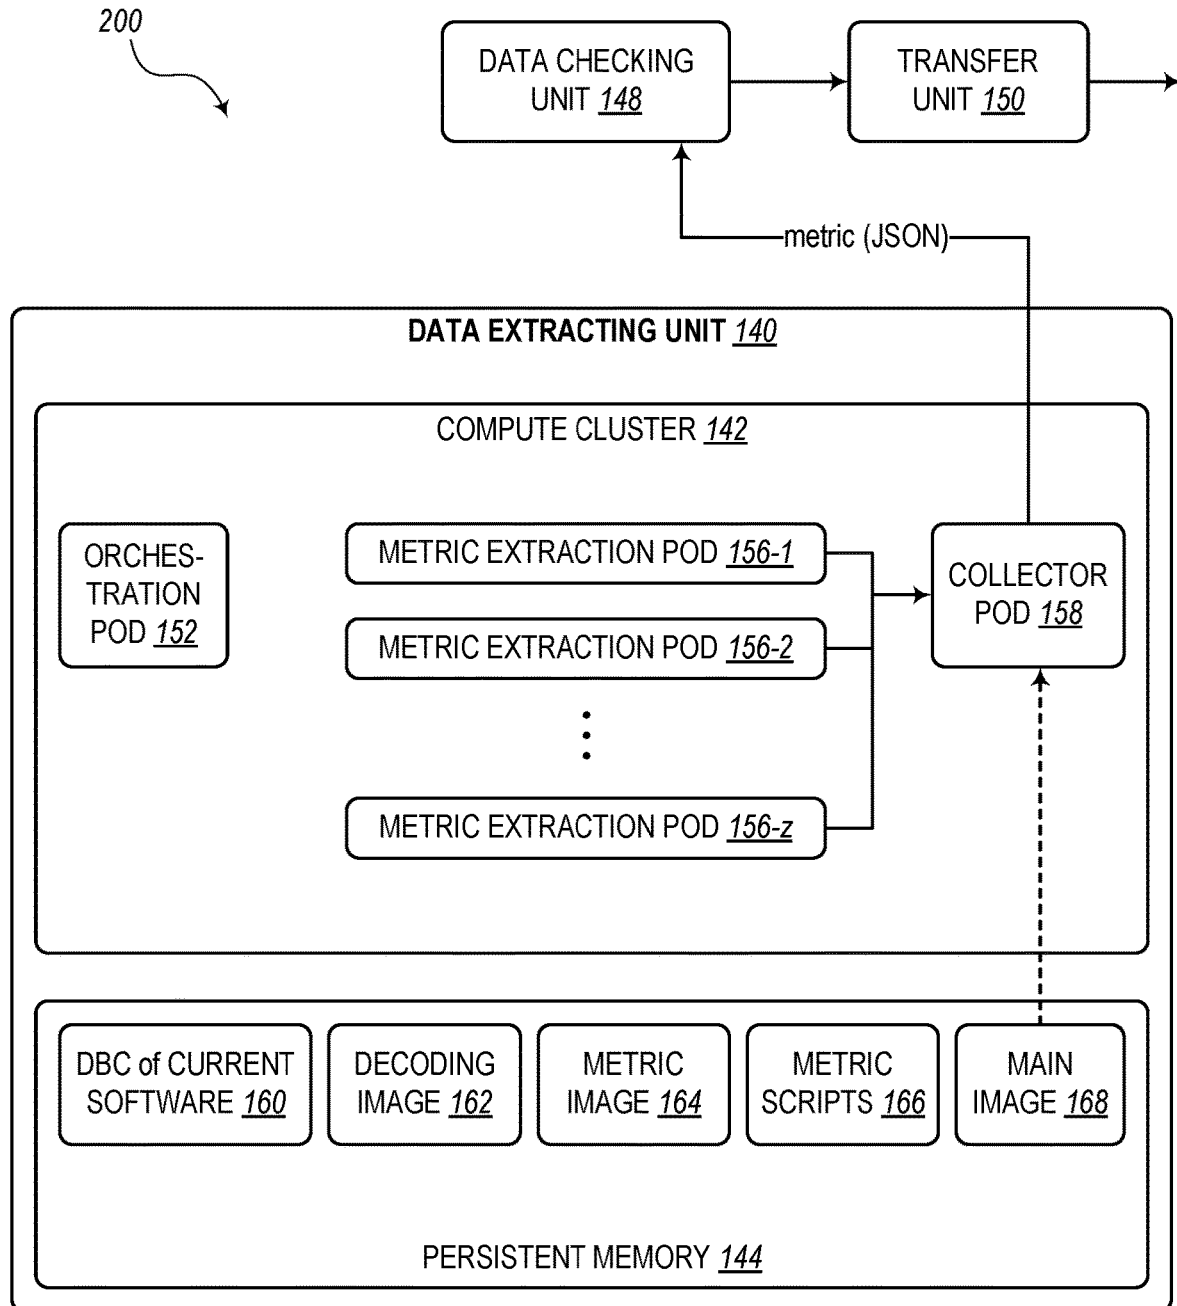 200
DATA CHECKING
UNIT 148
TRANSFER
UNIT 150
metric (JSON)
DATA EXTRACTING UNIT 140
COMPUTE CLUSTER 142
ORCHES-
TRATION
POD 152
METRIC EXTRACTION POD 156-1
METRIC EXTRACTION POD 156-2
METRIC EXTRACTION POD 156-z
COLLECTOR
POD 158
DBC of CURRENT
SOFTWARE 160
DECODING
IMAGE 162
METRIC
IMAGE 164
METRIC
SCRIPTS 166
MAIN
IMAGE 168
PERSISTENT MEMORY 144